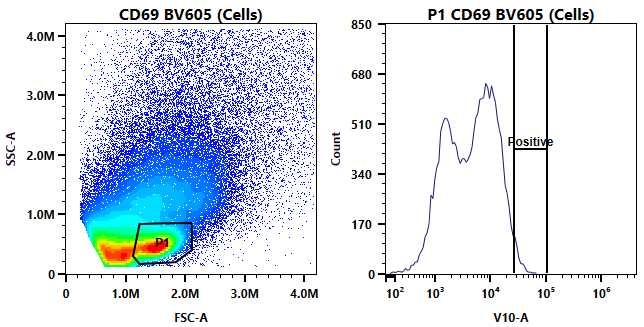 CD69 BV605 (Cells)
4.0M
3.0M
2.0M
1.0M
0
SSC-A
P1
0
1.0M
2.0M
3.0M
4.0M
FSC-A
P1 CD69 BV605 (Cells)
850
680
510
340
170
0
Count
Positive
10²
10³
10⁴
10⁵
10⁶
V10-A